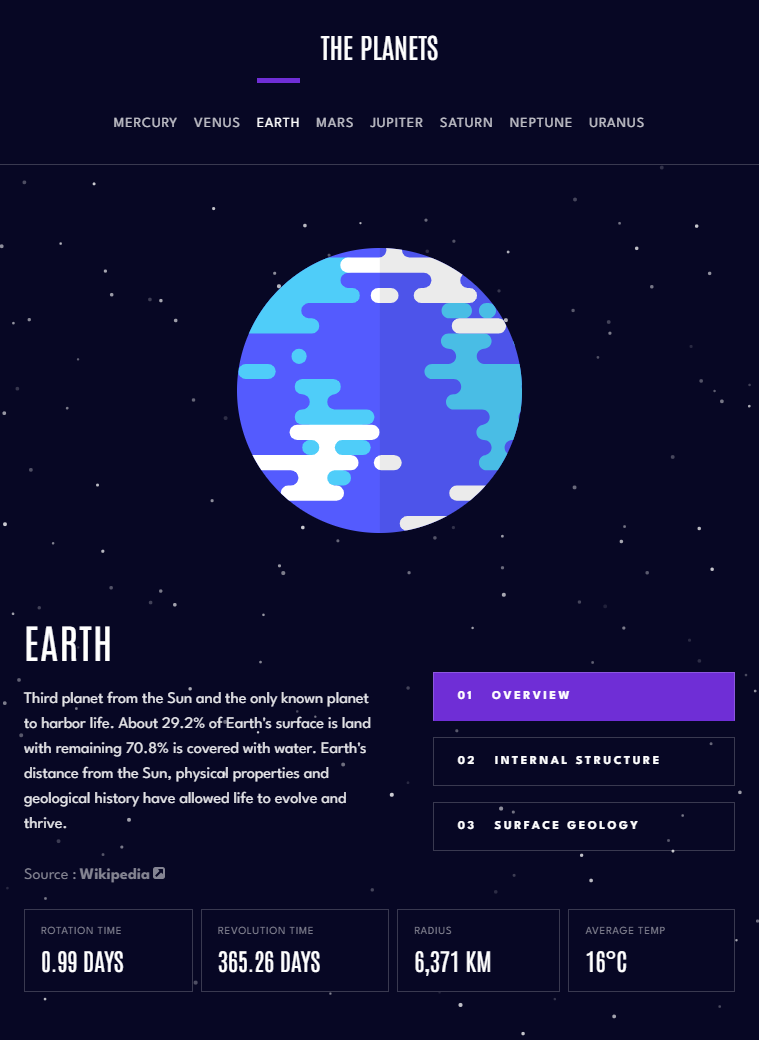 THE PLANETS
MERCURY VENUS EARTH MARS JUPITER SATURN NEPTUNE URANUS
EARTH
Third planet from the Sun and the only known planet
to harbor life. About 29.2% of Earth's surface is land
with remaining 70.8% is covered with water. Earth's
distance from the Sun, physical properties and
geological history have allowed life to evolve and
thrive.
Source : Wikipedia
01 OVERVIEW
02 INTERNAL STRUCTURE
03 SURFACE GEOLOGY
ROTATION TIME
0.99 DAYS
REVOLUTION TIME
365.26 DAYS
RADIUS
6,371 KM
AVERAGE TEMP
16°C